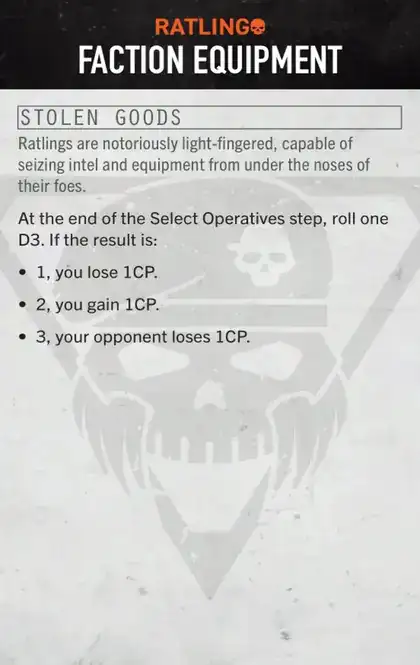 RATLING
FACTION EQUIPMENT
STOLEN GOODS
Ratlings are notoriously light-fingered, capable of
seizing intel and equipment from under the noses of
their foes.
At the end of the Select Operatives step, roll one
D3. If the result is:
• 1, you lose 1CP.
• 2, you gain 1CP.
• 3, your opponent loses 1CP.